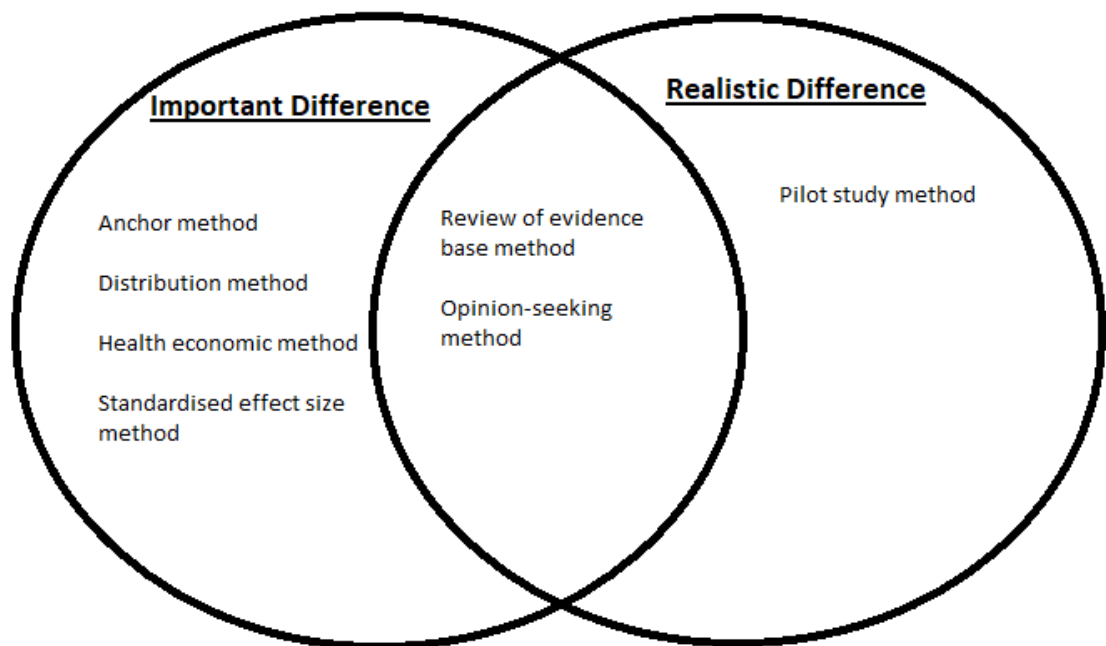 Important Difference
Anchor method
Distribution method
Health economic method
Standardised effect size
method
Review of evidence
base method
Opinion-seeking
method
Realistic Difference
Pilot study method